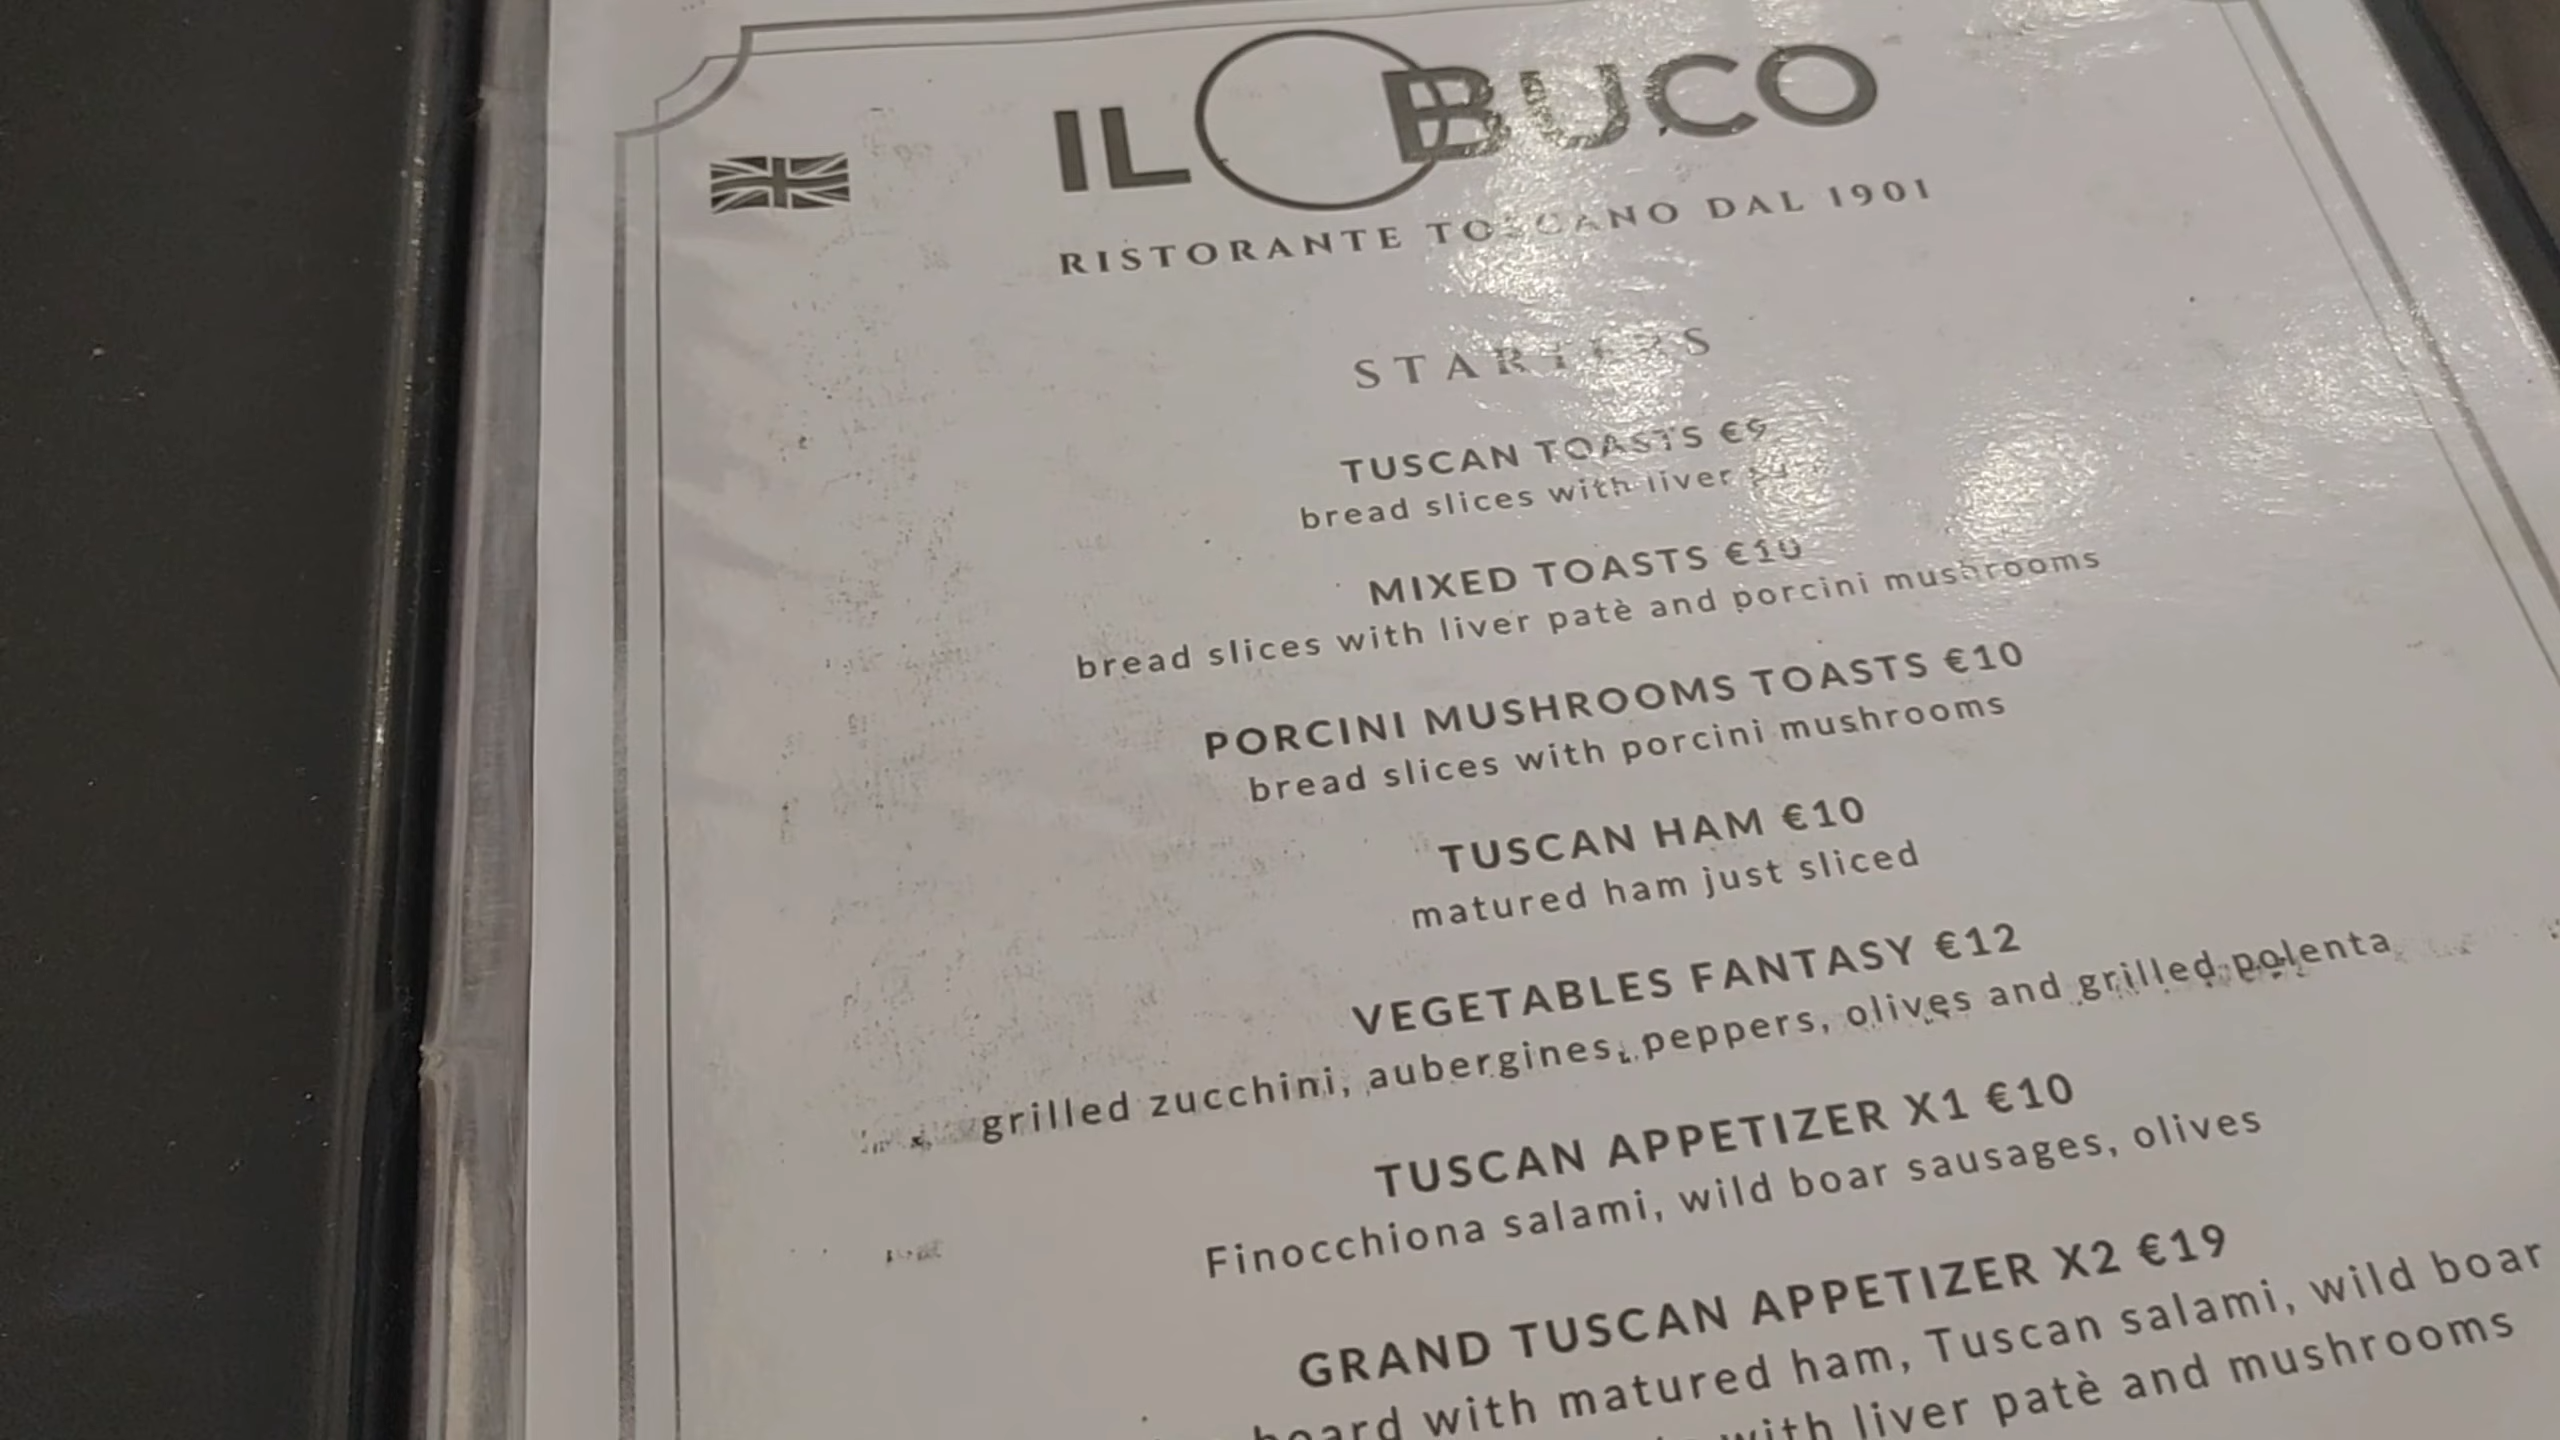 IL BUCO
RISTORANTE TOSCANO DAL 1901
STARTERS
TUSCAN TOASTS €9
bread slices with liver
MIXED TOASTS €10
bread slices with liver patè and porcini mushrooms
PORCINI MUSHROOMS TOASTS €10
bread slices with porcini mushrooms
TUSCAN HAM €10
matured ham just sliced
VEGETABLES FANTASY €12
grilled zucchini, aubergines, peppers, olives and grilled polenta
TUSCAN APPETIZER X1 €10
Finocchiona salami, wild boar sausages, olives
GRAND TUSCAN APPETIZER X2 €19
board with matured ham, Tuscan salami, wild boar
with liver patè and mushrooms